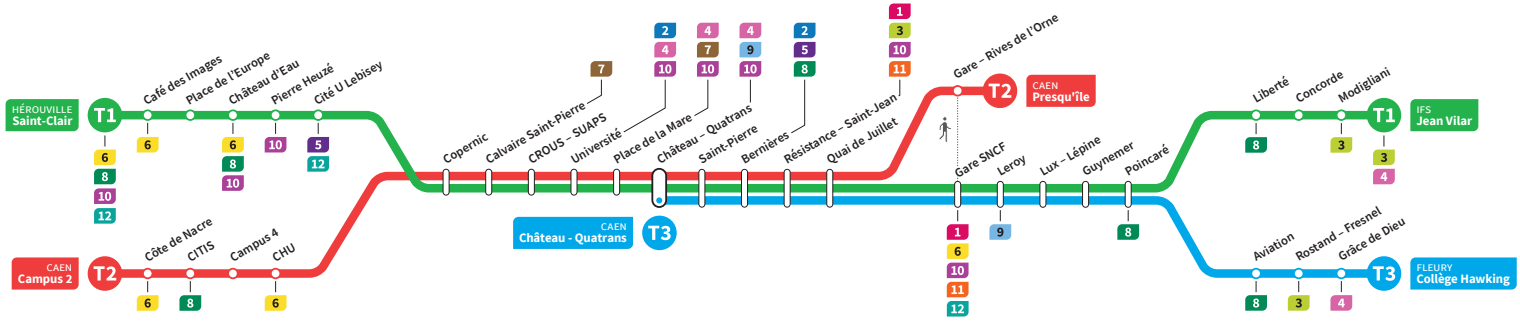 HÉROUVILLE
Saint-Clair
T1
6
8
10
12
Café des Images
6
Place de l'Europe
Château d'Eau
6
8
10
Pierre Heuzé
10
Cité U Lebisey
5
12
CAEN
Campus 2
T2
Côte de Nacre
6
CITIS
8
Campus 4
CHU
6
Copernic
Calvaire Saint-Pierre
7
CROUS – SUAPS
Université
2
4
10
Place de la Mare
4
7
10
Château – Quatrans
4
9
10
CAEN
Château - Quatrans
T3
Saint-Pierre
Bernières
2
5
8
Résistance – Saint-Jean
1
3
10
11
Quai de Juillet
Gare – Rives de l'Orne
T2
CAEN
Presqu'île
Gare SNCF
1
6
10
11
12
Leroy
9
Lux – Lépine
Guynemer
Poincaré
8
Liberté
8
Concorde
Modigliani
3
T1
3
4
IFS
Jean Vilar
Aviation
8
Rostand – Fresnel
3
Grâce de Dieu
4
T3
FLEURY
Collège Hawking